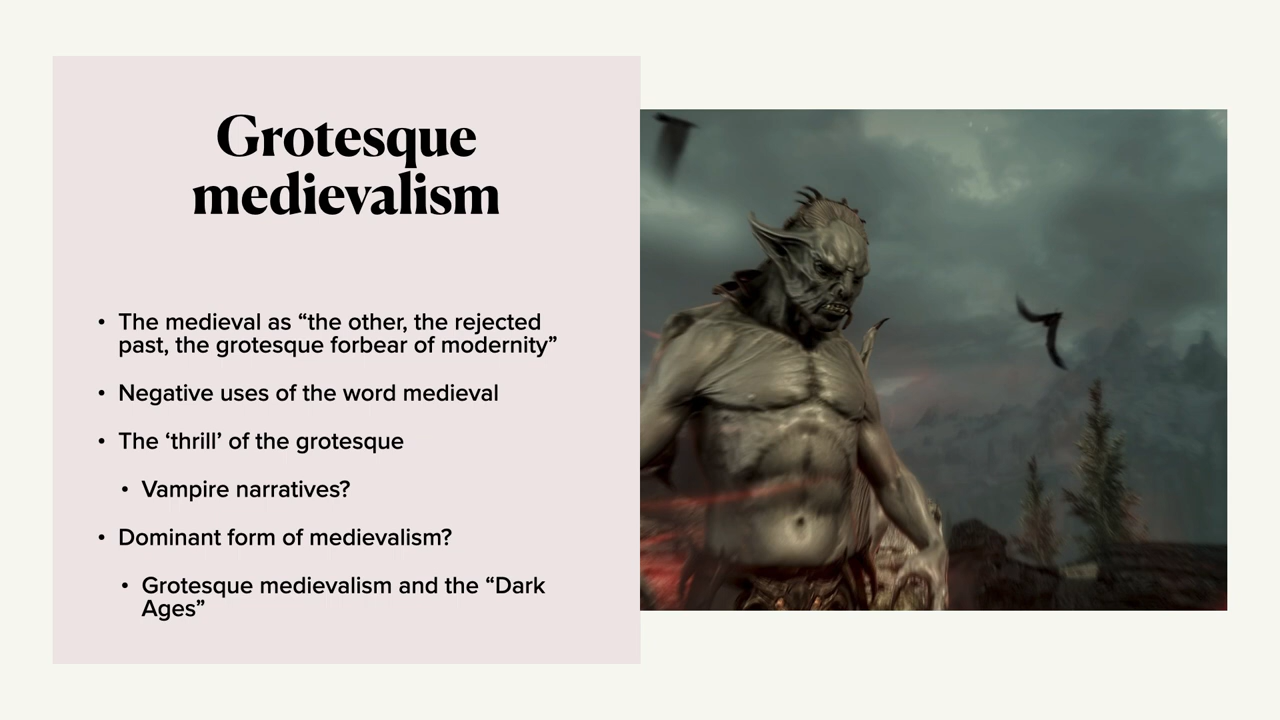 Grotesque
medievalism
• The medieval as “the other, the rejected
past, the grotesque forbear of modernity”
• Negative uses of the word medieval
• The ‘thrill’ of the grotesque
• Vampire narratives?
• Dominant form of medievalism?
• Grotesque medievalism and the “Dark
Ages”